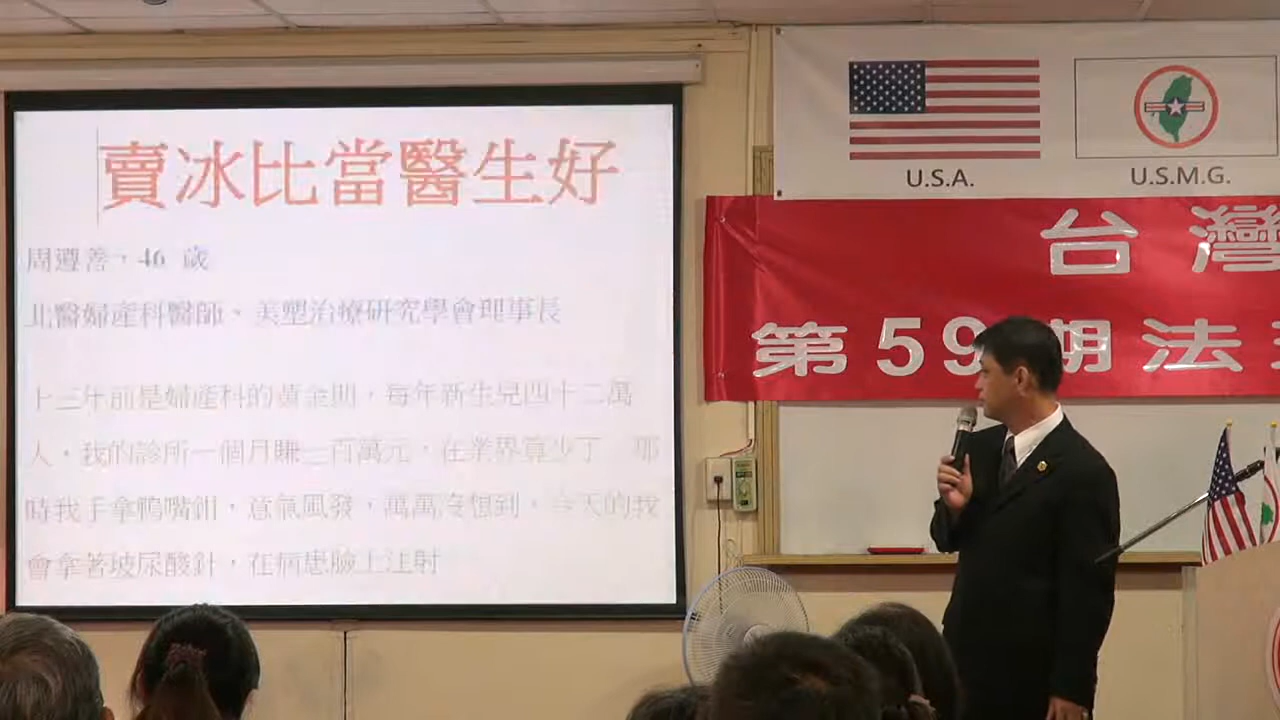 賣冰比當醫生好
周遵善,46 歲
北醫婦產科醫師、美塑治療研究學會理事長
十三年前是婦產科的黃金期,每年新生兒四十二萬
人,我的診所一個月賺二百萬元,在業界算少了 那
時我手拿鴨嘴鉗,意氣風發,萬萬沒想到,今天的我
會拿著玻尿酸針,在病患臉上注射
U.S.A.
U.S.M.G.
台灣
第59期法